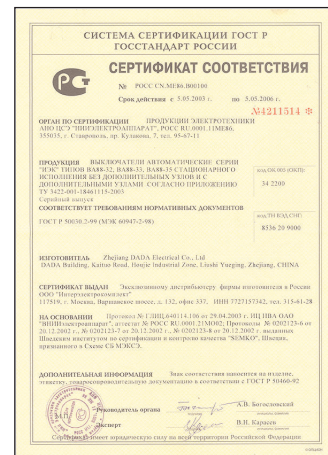 СИСТЕМА СЕРТИФИКАЦИИ ГОСТ Р
ГОССТАНДАРТ РОССИИ
СЕРТИФИКАТ СООТВЕТСТВИЯ
№ РОСС CN.ME86.B00100
Срок действия с 5.05.2003 г. по 5.05.2006 г.
№4211514 ✻
ОРГАН ПО СЕРТИФИКАЦИИ ПРОДУКЦИИ ЭЛЕКТРОТЕХНИКИ
АНО ЦСЭ "ИНГЭЛЕКТРОАППАРАТ", РОСС RU.0001.11МЕ86,
355035, г. Ставрополь, пр. Кулакова, 7, тел. 95-67-11
ПРОДУКЦИЯ ВЫКЛЮЧАТЕЛИ АВТОМАТИЧЕСКИЕ СЕРИИ
"ИЭК" ТИПОВ ВА88-32, ВА88-33, ВА88-35 СТАЦИОНАРНОГО
ИСПОЛНЕНИЯ БЕЗ ДОПОЛНИТЕЛЬНЫХ УЗЛОВ И С
ДОПОЛНИТЕЛЬНЫМИ УЗЛАМИ СОГЛАСНО ПРИЛОЖЕНИЮ
ТУ 3422-001-18461115-2003
Серийный выпуск
код ОК 005 (ОКП):
34 2200
СООТВЕТСТВУЕТ ТРЕБОВАНИЯМ НОРМАТИВНЫХ ДОКУМЕНТОВ
ГОСТ Р 50030.2-99 (МЭК 60947-2-98)
код ТН ВЭД СНГ:
8536 20 9000
ИЗГОТОВИТЕЛЬ Zhejiang DADA Electrical Co., Ltd
DADA Building, Kaituo Road, Houjie Industrial Zone, Liushi Yueqing, Zhejiang, CHINA
СЕРТИФИКАТ ВЫДАН Эксклюзивному дистрибьютору фирмы изготовителя в России
ООО "Интерэлектрокомплект"
117519, г. Москва, Варшавское шоссе, д. 132, офис 537, ИНН 7727157342, тел. 315-61-28
НА ОСНОВАНИИ Протокол № ГЛИЦ.640114.106 от 29.04.2003 г. ИЦ НВА ОАО
"ВНИИэлектроаппарат", аттестат № РОСС RU.0001.21МО02; Протоколы № 0202123-6 от
20.12.2002 г., № 0202123-7 от 20.12.2002 г., № 0202123-8 от 20.12.2002 г. выданных
Шведским институтом по сертификации и контролю качества "SEMKO", Швеция,
признанного в Схеме СБ МЭКСЭ.
ДОПОЛНИТЕЛЬНАЯ ИНФОРМАЦИЯ Знак соответствия наносится на изделие,
этикетку, товаросопроводительную документацию в соответствии с ГОСТ Р 50460-92
Руководитель органа
А.В. Богословский
М.П.
Эксперт
В.П. Карасев
Сертификат имеет юридическую силу на всей территории Российской Федерации